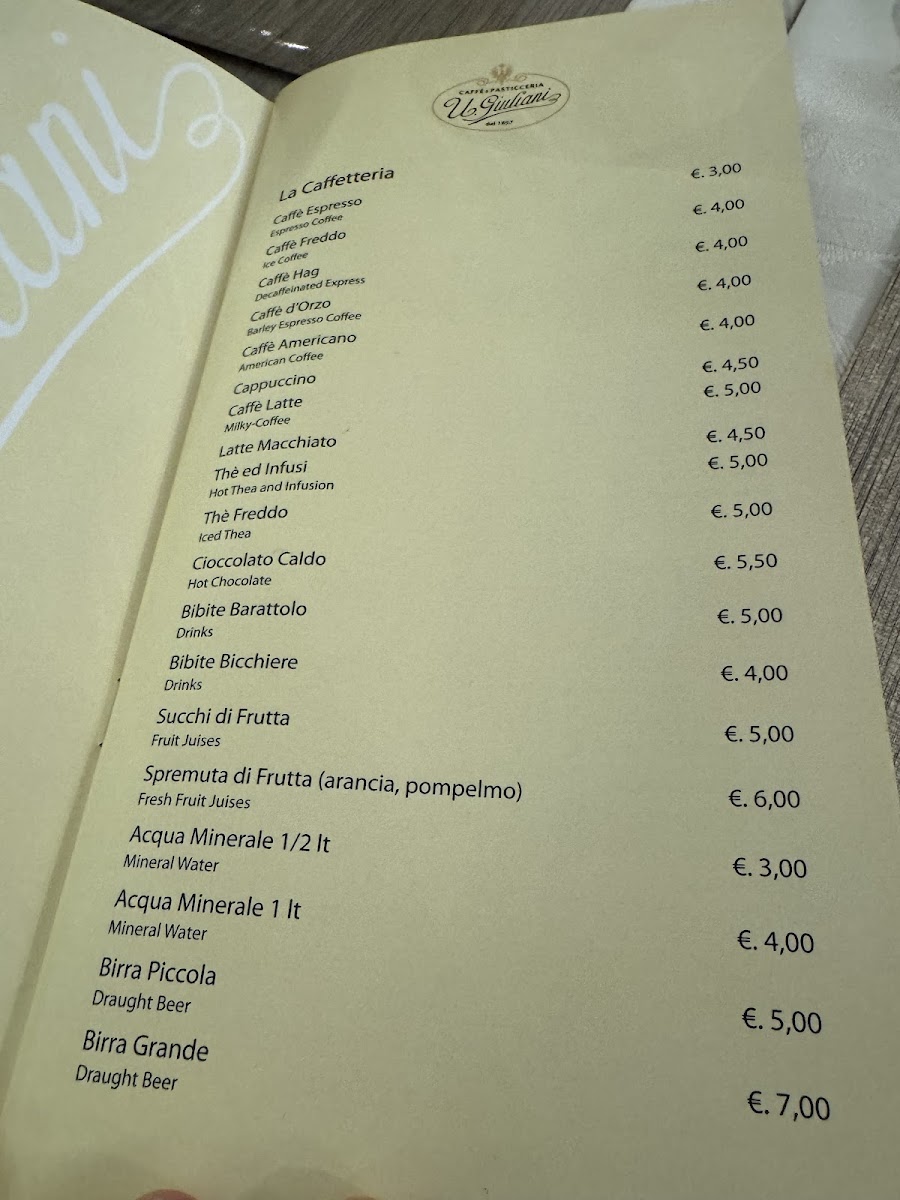 CAFFÈ e PASTICCERIA
U. Giuliani
dal 1857
La Caffetteria
Caffè Espresso €. 3,00
Espresso Coffee
Caffè Freddo €. 4,00
Ice Coffee
Caffè Hag €. 4,00
Decaffeinated Express
Caffè d'Orzo €. 4,00
Barley Espresso Coffee
Caffè Americano €. 4,00
American Coffee
Cappuccino €. 4,50
Caffè Latte €. 5,00
Milky-Coffee
Latte Macchiato €. 4,50
Thè ed Infusi €. 5,00
Hot Thea and Infusion
Thè Freddo €. 5,00
Iced Thea
Cioccolato Caldo €. 5,50
Hot Chocolate
Bibite Barattolo €. 5,00
Drinks
Bibite Bicchiere €. 4,00
Drinks
Succhi di Frutta €. 5,00
Fruit Juises
Spremuta di Frutta (arancia, pompelmo) €. 6,00
Fresh Fruit Juises
Acqua Minerale 1/2 lt €. 3,00
Mineral Water
Acqua Minerale 1 lt €. 4,00
Mineral Water
Birra Piccola €. 5,00
Draught Beer
Birra Grande €. 7,00
Draught Beer